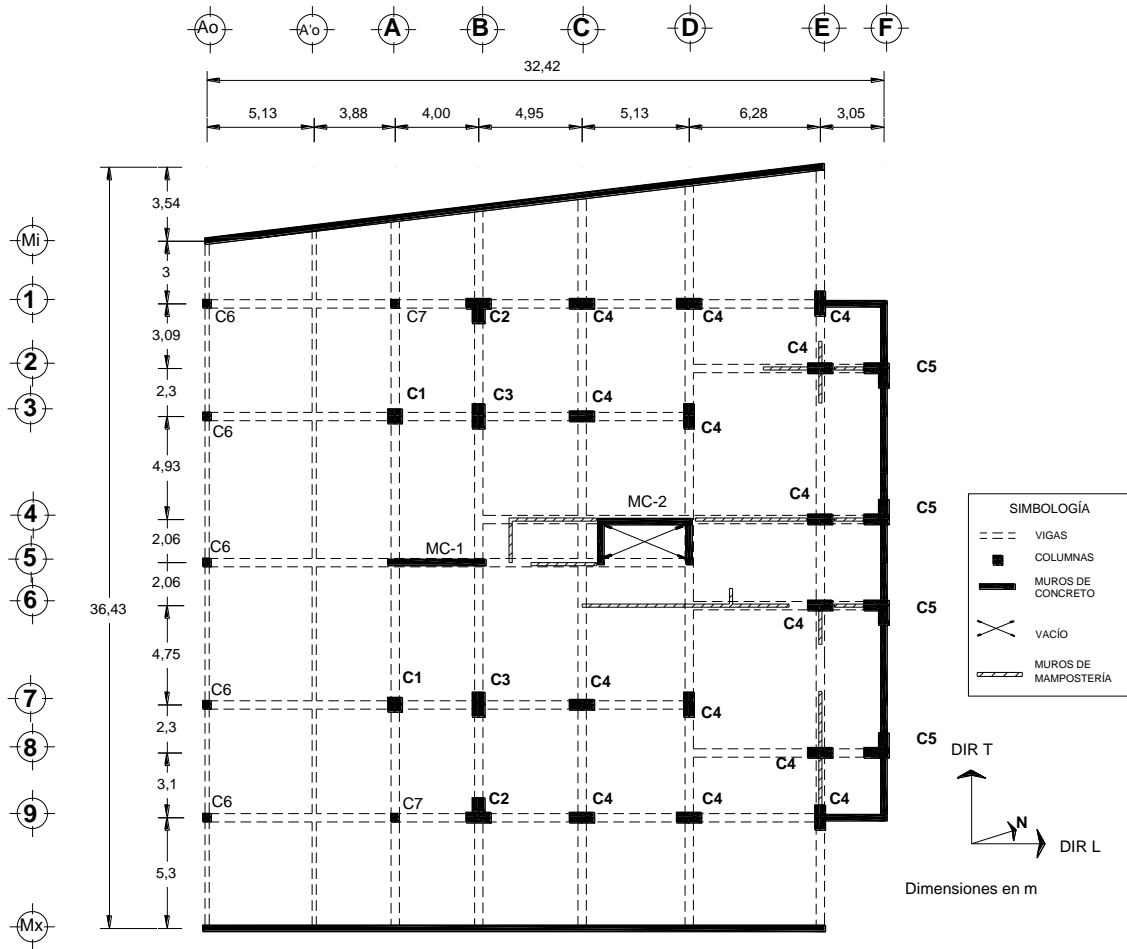 Ao A'o A B C D E F
32,42
5,13 3,88 4,00 4,95 5,13 6,28 3,05
3,54
Mi
3
1
C6 C7 C2 C4 C4 C4
3,09
C4
2
C5
2,3
C1 C3 C4
3
C6 C4
4,93
C4
MC-2
C5
4
2,06
C6 MC-1
5
36,43
2,06
6
C5
C4
4,75
C1 C3 C4
C6
7
C4
2,3
C5
8
C4
3,1
C6 C7 C2 C4 C4 C4
9
5,3
Mx
SIMBOLOGÍA
VIGAS
COLUMNAS
MUROS DE
CONCRETO
VACÍO
MUROS DE
MAMPOSTERÍA
DIR T
N
DIR L
Dimensiones en m